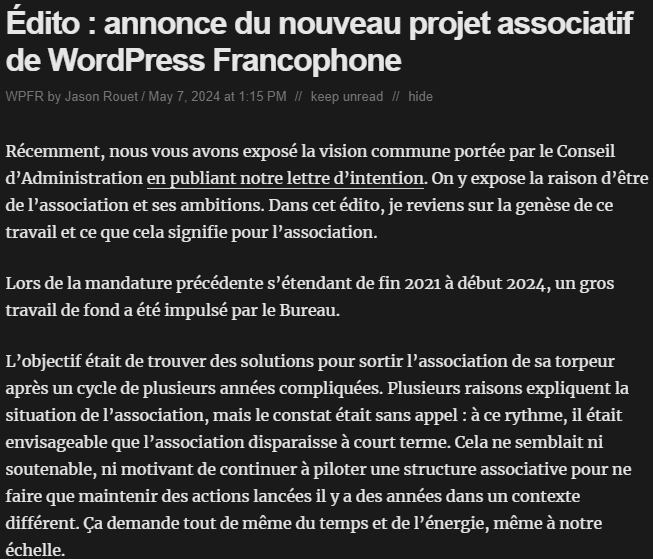 Édito : annonce du nouveau projet associatif
de WordPress Francophone
WPFR by Jason Rouet / May 7, 2024 at 1:15 PM // keep unread // hide
Récemment, nous vous avons exposé la vision commune portée par le Conseil
d’Administration en publiant notre lettre d’intention. On y expose la raison d’être
de l’association et ses ambitions. Dans cet édito, je reviens sur la genèse de ce
travail et ce que cela signifie pour l’association.
Lors de la mandature précédente s’étendant de fin 2021 à début 2024, un gros
travail de fond a été impulsé par le Bureau.
L’objectif était de trouver des solutions pour sortir l’association de sa torpeur
après un cycle de plusieurs années compliquées. Plusieurs raisons expliquent la
situation de l’association, mais le constat était sans appel : à ce rythme, il était
envisageable que l’association disparaisse à court terme. Cela ne semblait ni
soutenable, ni motivant de continuer à piloter une structure associative pour ne
faire que maintenir des actions lancées il y a des années dans un contexte
différent. Ça demande tout de même du temps et de l’énergie, même à notre
échelle.